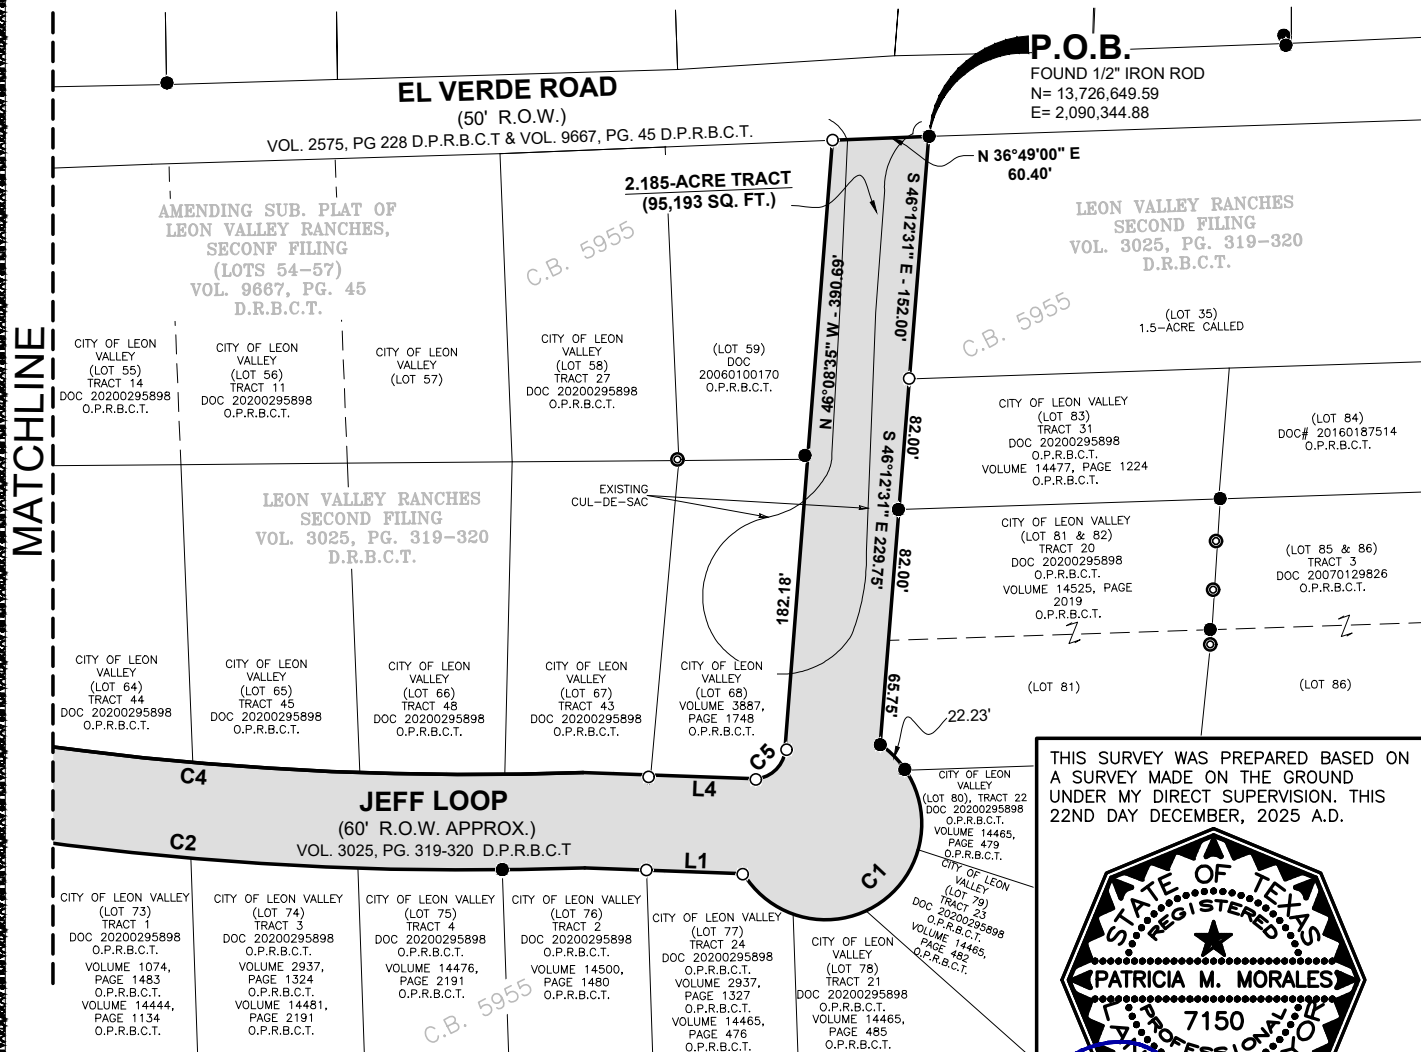 P.O.B.
FOUND 1/2" IRON ROD
N= 13,726,649.59
E= 2,090,344.88
EL VERDE ROAD
(50' R.O.W.)
VOL. 2575, PG 228 D.P.R.B.C.T & VOL. 9667, PG. 45 D.P.R.B.C.T.
N 36°49'00" E
60.40'
2.185-ACRE TRACT
(95,193 SQ. FT.)
AMENDING SUB. PLAT OF
LEON VALLEY RANCHES,
SECONF FILING
(LOTS 54-57)
VOL. 9667, PG. 45
D.R.B.C.T.
C.B. 5955
S 46°12'31" E - 152.00'
N 46°08'35" W - 390.69'
LEON VALLEY RANCHES
SECOND FILING
VOL. 3025, PG. 319-320
D.R.B.C.T.
C.B. 5955
(LOT 35)
1.5-ACRE CALLED
MATCHLINE
CITY OF LEON
VALLEY
(LOT 55)
TRACT 14
DOC 20200295898
O.P.R.B.C.T.
CITY OF LEON
VALLEY
(LOT 56)
TRACT 11
DOC 20200295898
O.P.R.B.C.T.
CITY OF LEON
VALLEY
(LOT 57)
CITY OF LEON
VALLEY
(LOT 58)
TRACT 27
DOC 20200295898
O.P.R.B.C.T.
(LOT 59)
DOC
20060100170
O.P.R.B.C.T.
82.00'
S 46°12'31" E 229.75'
CITY OF LEON VALLEY
(LOT 83)
TRACT 31
DOC 20200295898
O.P.R.B.C.T.
VOLUME 14477, PAGE 1224
(LOT 84)
DOC# 20160187514
O.P.R.B.C.T.
LEON VALLEY RANCHES
SECOND FILING
VOL. 3025, PG. 319-320
D.R.B.C.T.
EXISTING
CUL-DE-SAC
182.18'
82.00'
CITY OF LEON VALLEY
(LOT 81 & 82)
TRACT 20
DOC 20200295898
O.P.R.B.C.T.
VOLUME 14525, PAGE
2019
O.P.R.B.C.T.
(LOT 85 & 86)
TRACT 3
DOC 20070129826
O.P.R.B.C.T.
CITY OF LEON
VALLEY
(LOT 64)
TRACT 44
DOC 20200295898
O.P.R.B.C.T.
CITY OF LEON
VALLEY
(LOT 65)
TRACT 45
DOC 20200295898
O.P.R.B.C.T.
CITY OF LEON
VALLEY
(LOT 66)
TRACT 48
DOC 20200295898
O.P.R.B.C.T.
CITY OF LEON
VALLEY
(LOT 67)
TRACT 43
DOC 20200295898
O.P.R.B.C.T.
CITY OF LEON
VALLEY
(LOT 68)
VOLUME 3887,
PAGE 1748
O.P.R.B.C.T.
65.75'
22.23'
(LOT 81)
(LOT 86)
C4
C5
L4
JEFF LOOP
(60' R.O.W. APPROX.)
VOL. 3025, PG. 319-320 D.P.R.B.C.T
C2
L1
C1
CITY OF LEON
VALLEY
(LOT 80), TRACT 22
DOC 20200295898
O.P.R.B.C.T.
VOLUME 14465,
PAGE 479
O.P.R.B.C.T.
CITY OF LEON
VALLEY
(LOT 79)
TRACT 23
DOC 20200295898
O.P.R.B.C.T.
VOLUME 14465,
PAGE 482
O.P.R.B.C.T.
CITY OF LEON VALLEY
(LOT 73)
TRACT 1
DOC 20200295898
O.P.R.B.C.T.
VOLUME 1074,
PAGE 1483
O.P.R.B.C.T.
VOLUME 14444,
PAGE 1134
O.P.R.B.C.T.
CITY OF LEON VALLEY
(LOT 74)
TRACT 3
DOC 20200295898
O.P.R.B.C.T.
VOLUME 2937,
PAGE 1324
O.P.R.B.C.T.
VOLUME 14481,
PAGE 2191
O.P.R.B.C.T.
CITY OF LEON VALLEY
(LOT 75)
TRACT 4
DOC 20200295898
O.P.R.B.C.T.
VOLUME 14476,
PAGE 2191
O.P.R.B.C.T.
C.B. 5955
CITY OF LEON VALLEY
(LOT 76)
TRACT 2
DOC 20200295898
O.P.R.B.C.T.
VOLUME 14500,
PAGE 1480
O.P.R.B.C.T.
CITY OF LEON VALLEY
(LOT 77)
TRACT 24
DOC 20200295898
O.P.R.B.C.T.
VOLUME 2937,
PAGE 1327
O.P.R.B.C.T.
VOLUME 14465,
PAGE 476
O.P.R.B.C.T.
CITY OF LEON
VALLEY
(LOT 78)
TRACT 21
DOC 20200295898
O.P.R.B.C.T.
VOLUME 14465,
PAGE 485
O.P.R.B.C.T.
THIS SURVEY WAS PREPARED BASED ON
A SURVEY MADE ON THE GROUND
UNDER MY DIRECT SUPERVISION. THIS
22ND DAY DECEMBER, 2025 A.D.
STATE OF TEXAS
REGISTERED
PATRICIA M. MORALES
7150
PROFESSIONAL